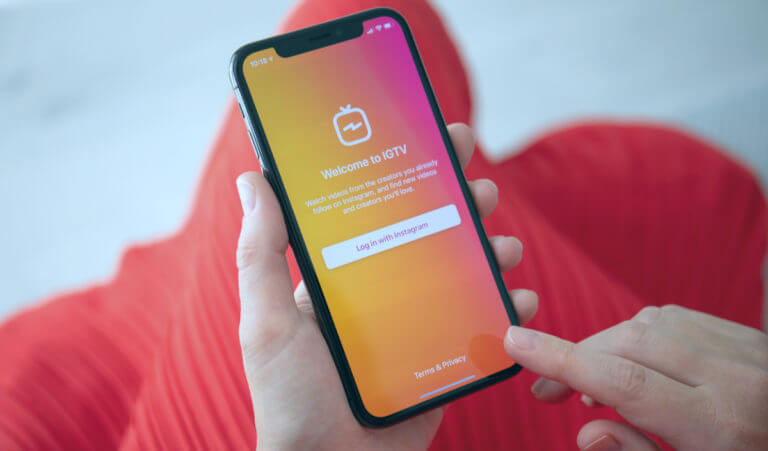 10:18
Welcome to IGTV
Watch videos from the creators you already
follow on Instagram, and find new videos
and creators you'll love.
Log in with Instagram
Terms & Privacy